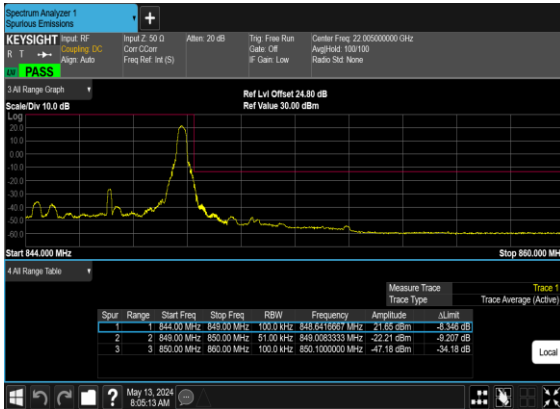 Spectrum Analyzer 1
Spurious Emissions
+
KEYSIGHT
R T
LXI PASS
Input: RF
Coupling: DC
Align: Auto
Input Z: 50 Ω
Corr CCorr
Freq Ref: Int (S)
Atten: 20 dB
Trig: Free Run
Gate: Off
IF Gain: Low
Center Freq: 22.005000000 GHz
Avg|Hold: 100/100
Radio Std: None
3 All Range Graph
Scale/Div 10.0 dB
Ref Lvl Offset 24.80 dB
Ref Value 30.00 dBm
Log
20.0
10.0
0.00
-10.0
-20.0
-30.0
-40.0
-50.0
-60.0
Start 844.000 MHz
Stop 860.000 MH
4 All Range Table
Measure Trace Trace 1
Trace Type Trace Average (Active)
Spur Range Start Freq Stop Freq RBW Frequency Amplitude ΔLimit
1 1 844.00 MHz 849.00 MHz 100.0 kHz 848.6416667 MHz 21.65 dBm -8.346 dB
2 2 849.00 MHz 850.00 MHz 51.00 kHz 849.0083333 MHz -22.21 dBm -9.207 dB
3 3 850.00 MHz 860.00 MHz 100.0 kHz 850.1000000 MHz -47.18 dBm -34.18 dB
Local
?
May 13, 2024
8:05:13 AM